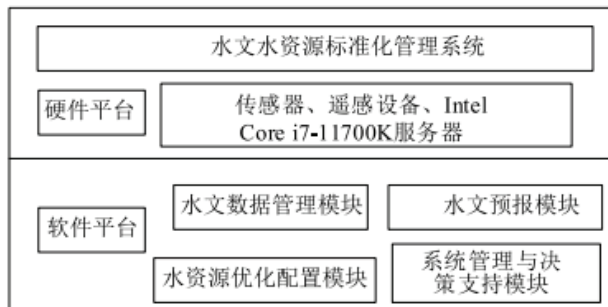 水文水资源标准化管理系统
硬件平台
传感器、遥感设备、Intel
Core i7-11700K服务器
软件平台
水文数据管理模块
水文预报模块
水资源优化配置模块
系统管理与决
策支持模块